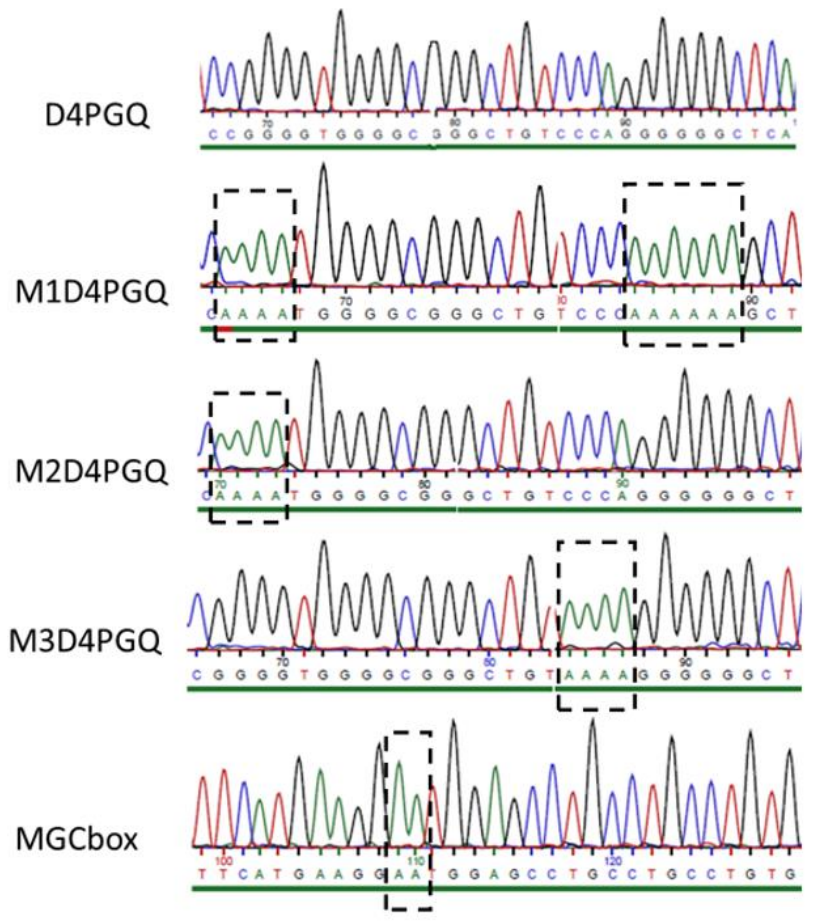 D4PGQ
70 80 90
C C G G G G T G G G G C G G G C T G T C C C A G G G G G G C T C A
M1D4PGQ
70 90
C A A A A T G G G G C G G G C T G T C C C A A A A A A G C T
M2D4PGQ
70 80 90
C A A A A T G G G G C G G G C T G T C C C A G G G G G G C T
M3D4PGQ
70 80 90
C G G G G T G G G G C G G G C T G T A A A A G G G G G G C T
MGCbox
100 110 120
T T C A T G A A G G A A T G G A G C C T G C C T G C C T G T G